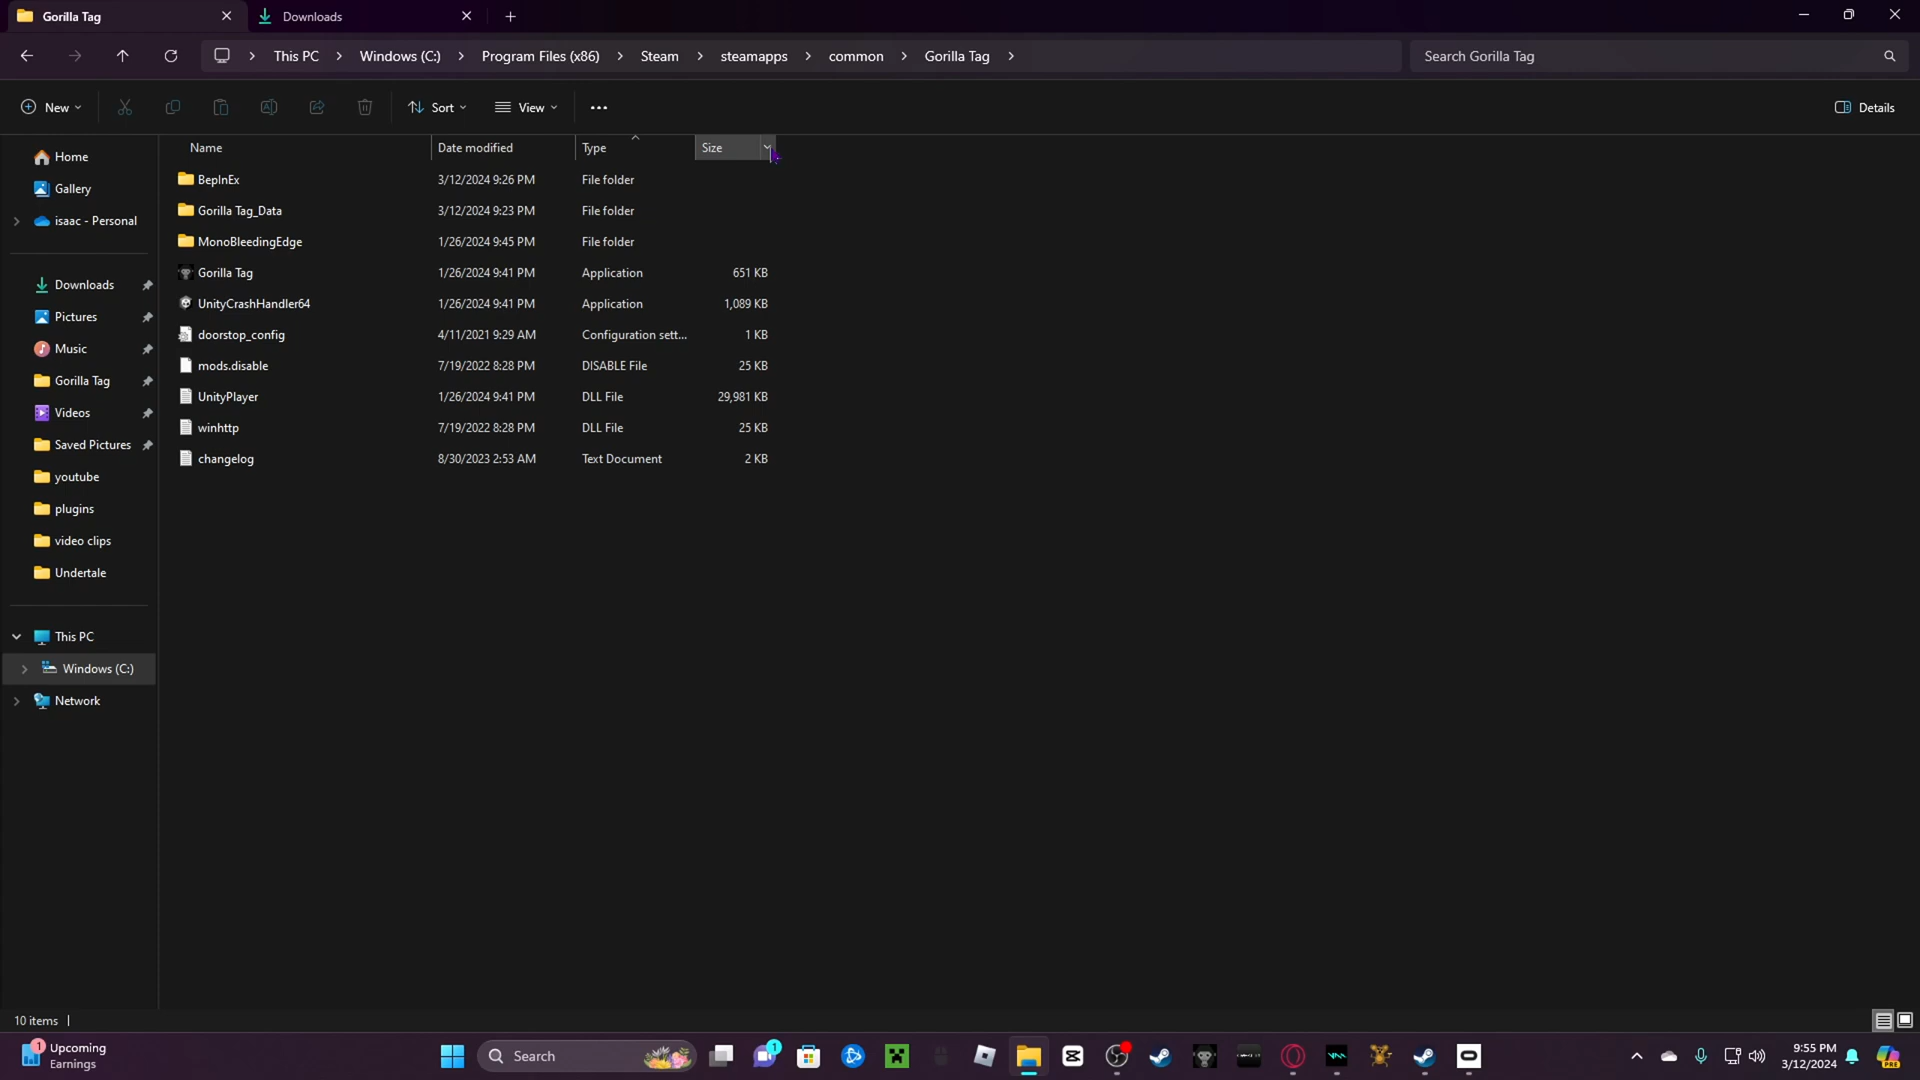 Gorilla Tag
Downloads
This PC > Windows (C:) > Program Files (x86) > Steam > steamapps > common > Gorilla Tag >
Search Gorilla Tag
New
Sort
View
Details
Name Date modified Type Size
BepInEx 3/12/2024 9:26 PM File folder
Gorilla Tag_Data 3/12/2024 9:23 PM File folder
MonoBleedingEdge 1/26/2024 9:45 PM File folder
Gorilla Tag 1/26/2024 9:41 PM Application 651 KB
UnityCrashHandler64 1/26/2024 9:41 PM Application 1,089 KB
doorstop_config 4/11/2021 9:29 AM Configuration sett... 1 KB
mods.disable 7/19/2022 8:28 PM DISABLE File 25 KB
UnityPlayer 1/26/2024 9:41 PM DLL File 29,981 KB
winhttp 7/19/2022 8:28 PM DLL File 25 KB
changelog 8/30/2023 2:53 AM Text Document 2 KB
Home
Gallery
isaac - Personal
Downloads
Pictures
Music
Gorilla Tag
Videos
Saved Pictures
youtube
plugins
video clips
Undertale
This PC
Windows (C:)
Network
10 items
1
Upcoming
Earnings
Search
1
9:55 PM
3/12/2024
PRE